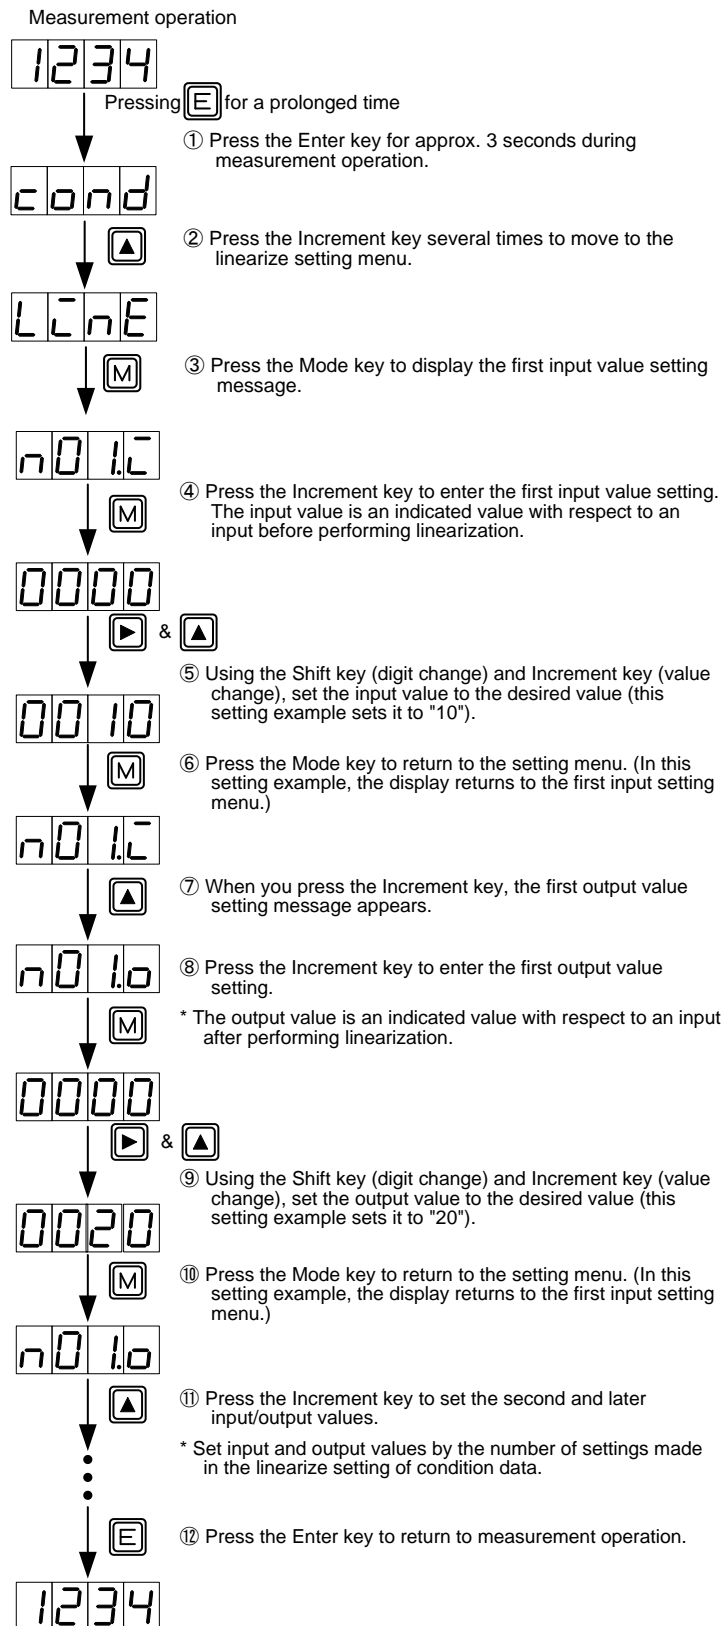 Measurement operation
1234
Pressing E for a prolonged time
① Press the Enter key for approx. 3 seconds during
measurement operation.
cond
② Press the Increment key several times to move to the
linearize setting menu.
LinE
③ Press the Mode key to display the first input value setting
M
message.
n01.i
④ Press the Increment key to enter the first input value setting.
M
The input value is an indicated value with respect to an
input before performing linearization.
0000
&
⑤ Using the Shift key (digit change) and Increment key (value
change), set the input value to the desired value (this
setting example sets it to "10").
0010
⑥ Press the Mode key to return to the setting menu. (In this
M
setting example, the display returns to the first input setting
menu.)
n01.i
⑦ When you press the Increment key, the first output value
setting message appears.
n01.o
⑧ Press the Increment key to enter the first output value
setting.
M
* The output value is an indicated value with respect to an input
after performing linearization.
0000
&
⑨ Using the Shift key (digit change) and Increment key (value
change), set the output value to the desired value (this
setting example sets it to "20").
0020
⑩ Press the Mode key to return to the setting menu. (In this
M
setting example, the display returns to the first input setting
menu.)
n01.o
⑪ Press the Increment key to set the second and later
input/output values.
* Set input and output values by the number of settings made
in the linearize setting of condition data.
E
⑫ Press the Enter key to return to measurement operation.
1234